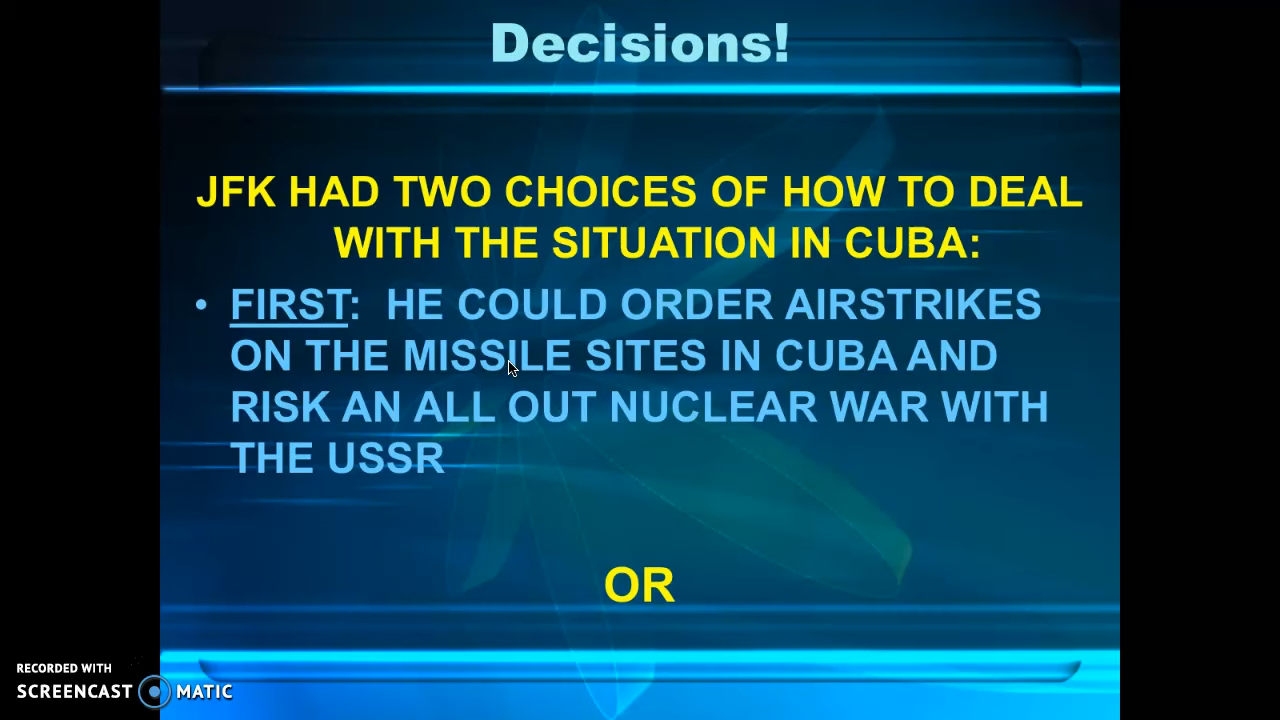 Decisions!
JFK HAD TWO CHOICES OF HOW TO DEAL
WITH THE SITUATION IN CUBA:
• FIRST: HE COULD ORDER AIRSTRIKES
ON THE MISSILE SITES IN CUBA AND
RISK AN ALL OUT NUCLEAR WAR WITH
THE USSR
OR
RECORDED WITH
SCREENCAST MATIC